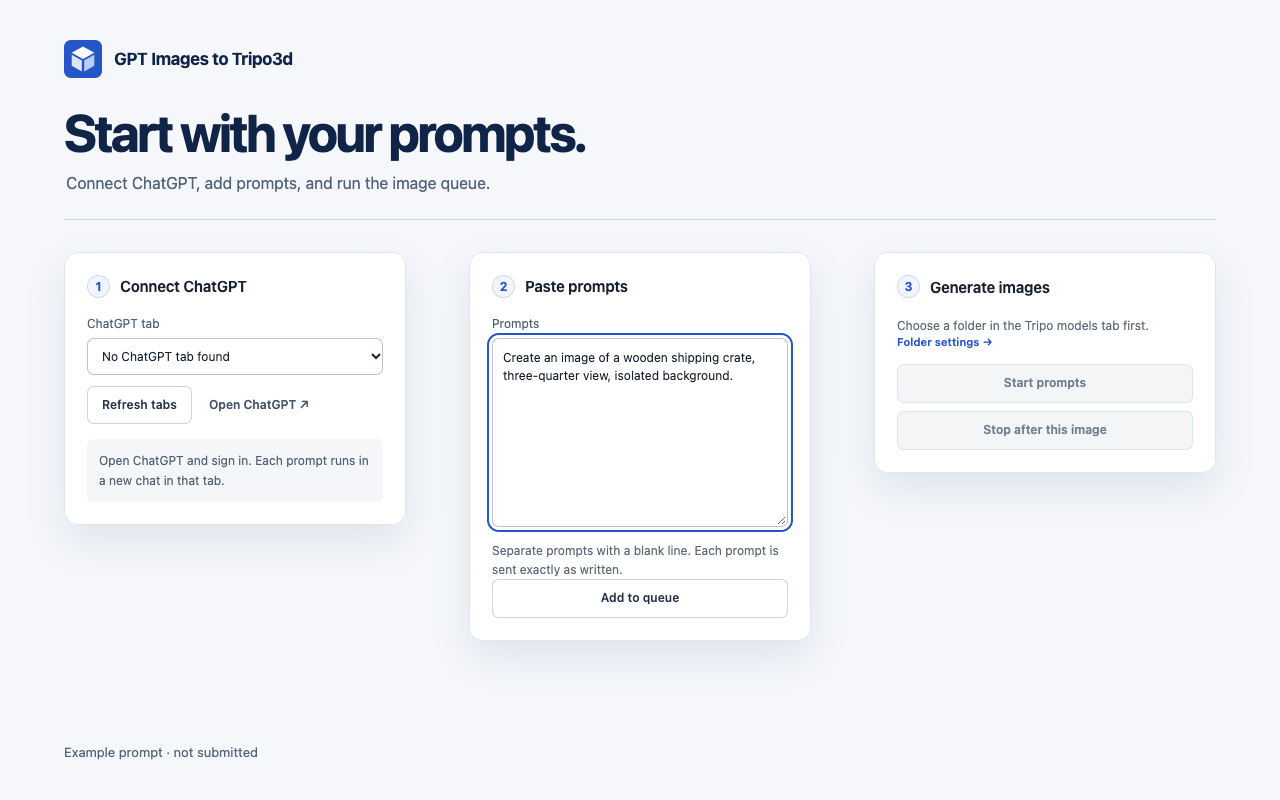 GPT Images to Tripo3d
Start with your prompts.
Connect ChatGPT, add prompts, and run the image queue.
1 Connect ChatGPT
ChatGPT tab
No ChatGPT tab found
Refresh tabs
Open ChatGPT ↗
Open ChatGPT and sign in. Each prompt runs in
a new chat in that tab.
2 Paste prompts
Prompts
Create an image of a wooden shipping crate,
three-quarter view, isolated background.
Separate prompts with a blank line. Each prompt is
sent exactly as written.
Add to queue
3 Generate images
Choose a folder in the Tripo models tab first.
Folder settings →
Start prompts
Stop after this image
Example prompt · not submitted